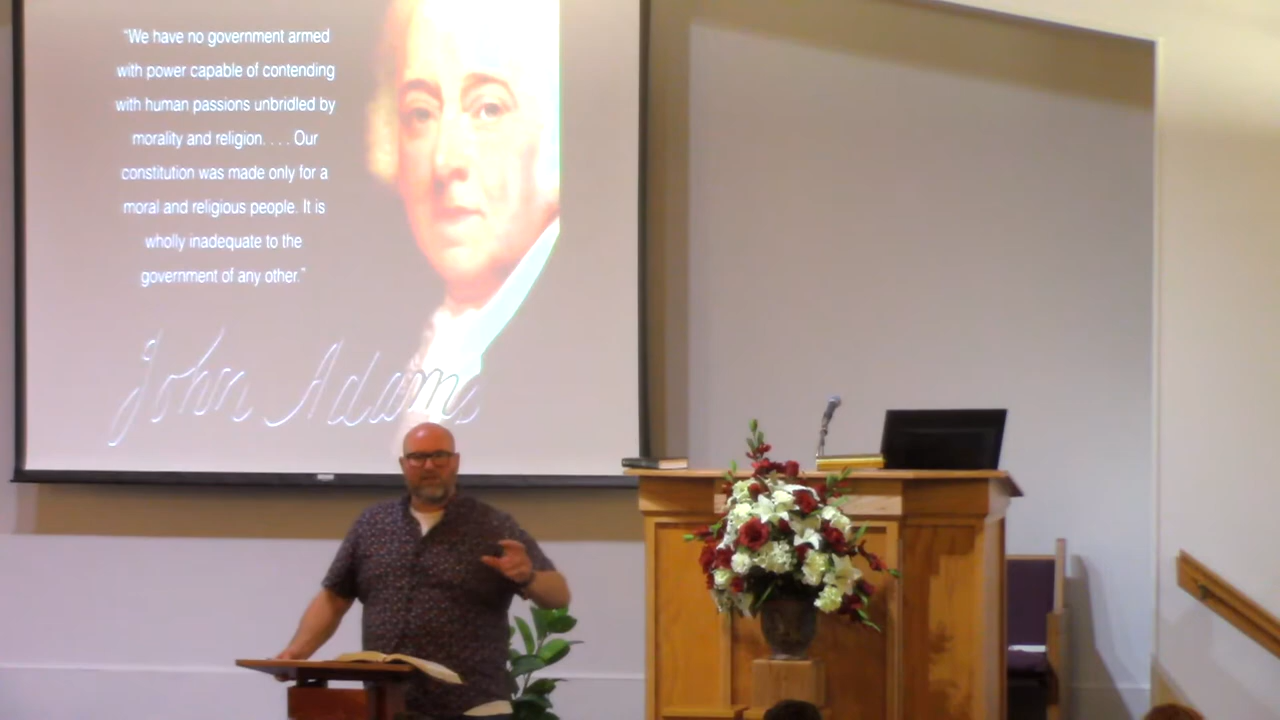 “We have no government armed
with power capable of contending
with human passions unbridled by
morality and religion. . . . Our
constitution was made only for a
moral and religious people. It is
wholly inadequate to the
government of any other.”
John Adams